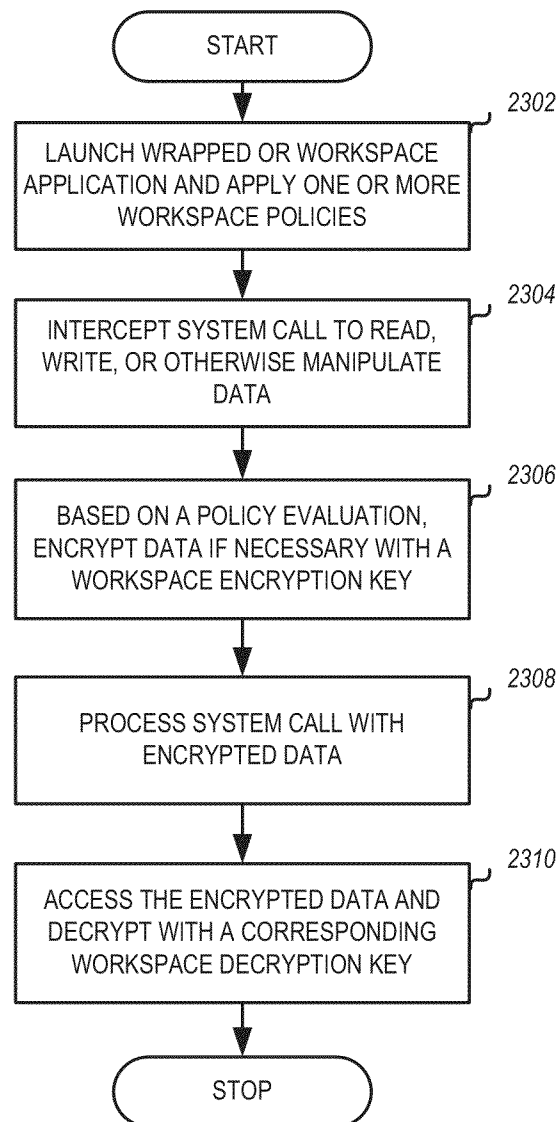 START
2302
LAUNCH WRAPPED OR WORKSPACE
APPLICATION AND APPLY ONE OR MORE
WORKSPACE POLICIES
2304
INTERCEPT SYSTEM CALL TO READ,
WRITE, OR OTHERWISE MANIPULATE
DATA
2306
BASED ON A POLICY EVALUATION,
ENCRYPT DATA IF NECESSARY WITH A
WORKSPACE ENCRYPTION KEY
2308
PROCESS SYSTEM CALL WITH
ENCRYPTED DATA
2310
ACCESS THE ENCRYPTED DATA AND
DECRYPT WITH A CORRESPONDING
WORKSPACE DECRYPTION KEY
STOP